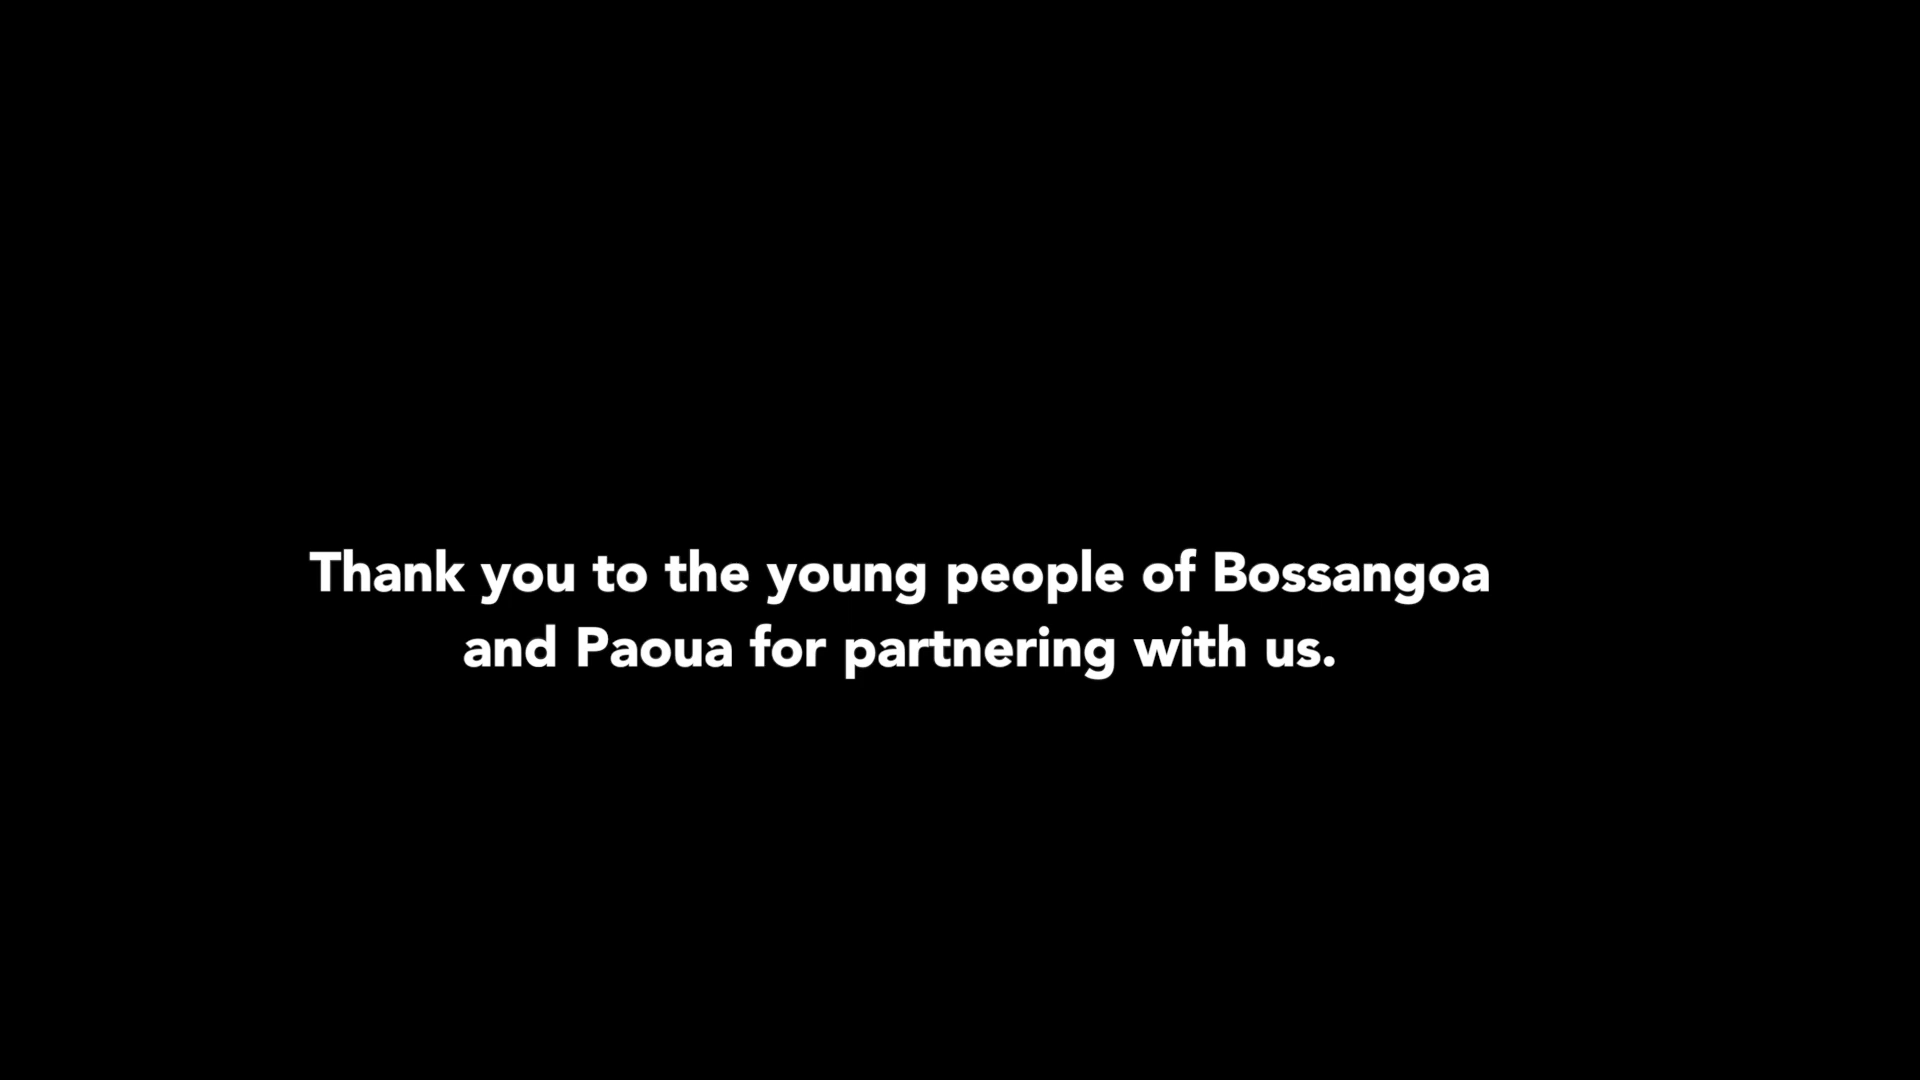 Thank you to the young people of Bossangoa
and Paoua for partnering with us.